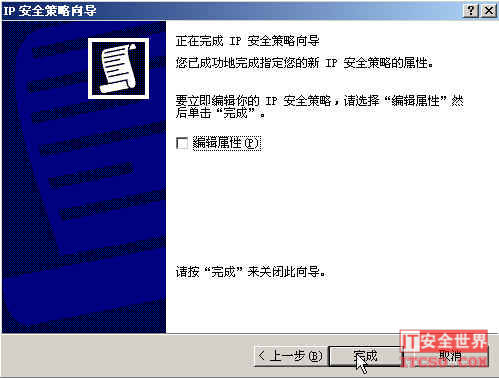 IP 安全策略向导
正在完成 IP 安全策略向导
您已成功地完成指定您的新 IP 安全策略的属性。
要立即编辑你的 IP 安全策略，请选择“编辑属性”然
后单击“完成”。
编辑属性(P)
请按“完成”来关闭此向导。
< 上一步(B) 完成 取消
IT安全世界